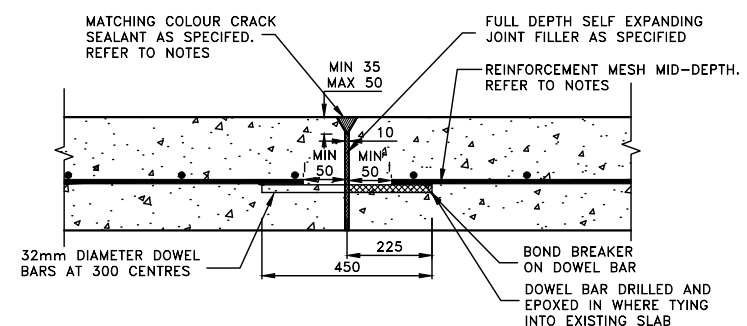 MATCHING COLOUR CRACK
SEALANT AS SPECIFED.
REFER TO NOTES
FULL DEPTH SELF EXPANDING
JOINT FILLER AS SPECIFIED
MIN 35
MAX 50
REINFORCEMENT MESH MID-DEPTH.
REFER TO NOTES
10
MIN
50
MIN
50
225
450
32mm DIAMETER DOWEL
BARS AT 300 CENTRES
BOND BREAKER
ON DOWEL BAR
DOWEL BAR DRILLED AND
EPOXED IN WHERE TYING
INTO EXISTING SLAB